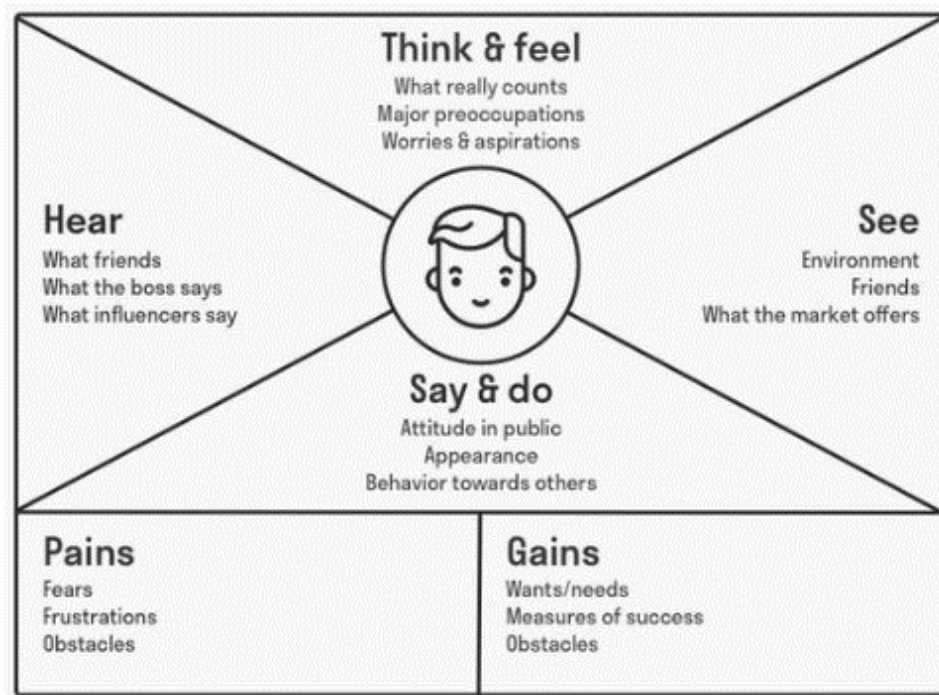 Think & feel
What really counts
Major preoccupations
Worries & aspirations
Hear
What friends
What the boss says
What influencers say
See
Environment
Friends
What the market offers
Say & do
Attitude in public
Appearance
Behavior towards others
Pains
Fears
Frustrations
Obstacles
Gains
Wants/needs
Measures of success
Obstacles